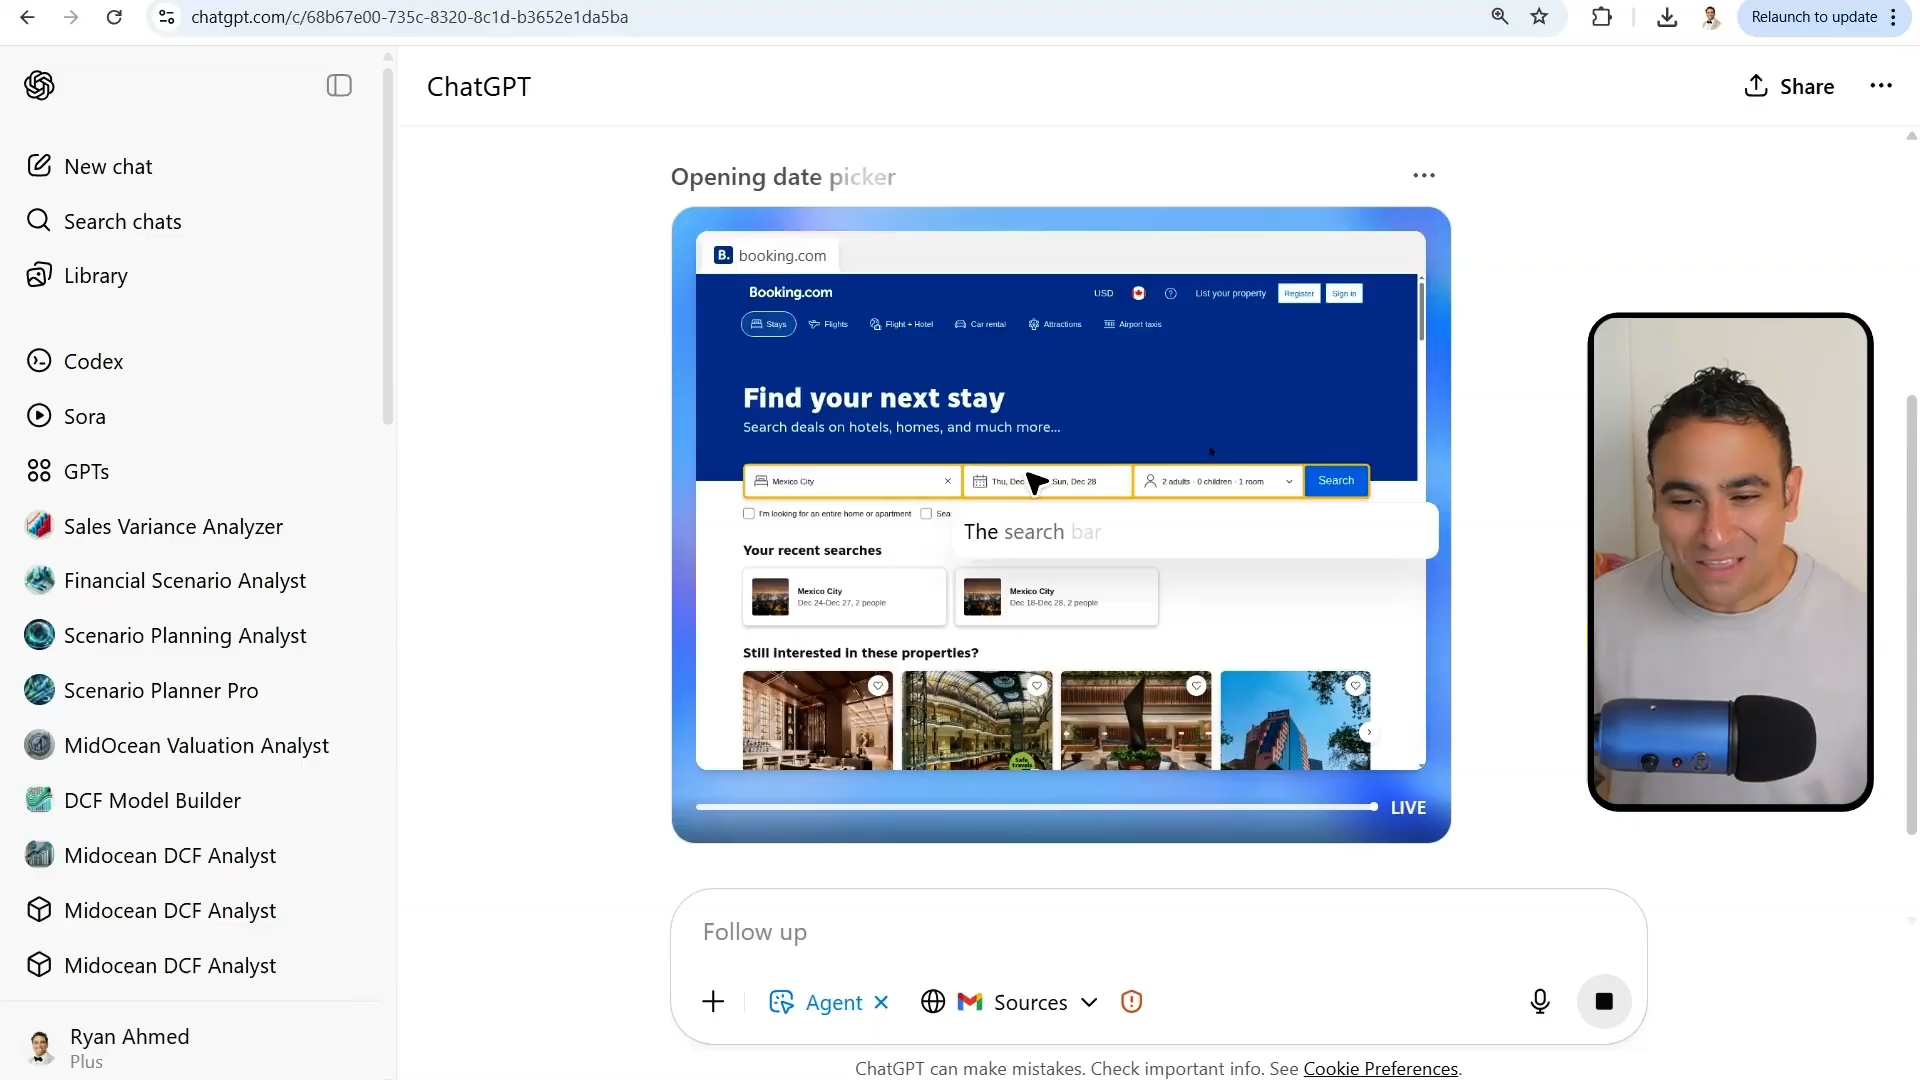 chatgpt.com/c/68b67e00-735c-8320-8c1d-b3652e1da5ba
Relaunch to update
ChatGPT
Share
New chat
Search chats
Library
Codex
Sora
GPTs
Sales Variance Analyzer
Financial Scenario Analyst
Scenario Planning Analyst
Scenario Planner Pro
MidOcean Valuation Analyst
DCF Model Builder
Midocean DCF Analyst
Midocean DCF Analyst
Midocean DCF Analyst
Ryan Ahmed
Plus
Opening date picker
B. booking.com
Booking.com
USD
List your property
Register
Sign in
Stays
Flights
Flight + Hotel
Car rental
Attractions
Airport taxis
Find your next stay
Search deals on hotels, homes, and much more...
Mexico City
Thu, Dec Sun, Dec 28
2 adults · 0 children · 1 room
Search
I'm looking for an entire home or apartment
Sea
The search bar
Your recent searches
Mexico City
Dec 24-Dec 27, 2 people
Mexico City
Dec 18-Dec 28, 2 people
Still interested in these properties?
Safe travels
LIVE
Follow up
Agent
Sources
ChatGPT can make mistakes. Check important info. See Cookie Preferences.